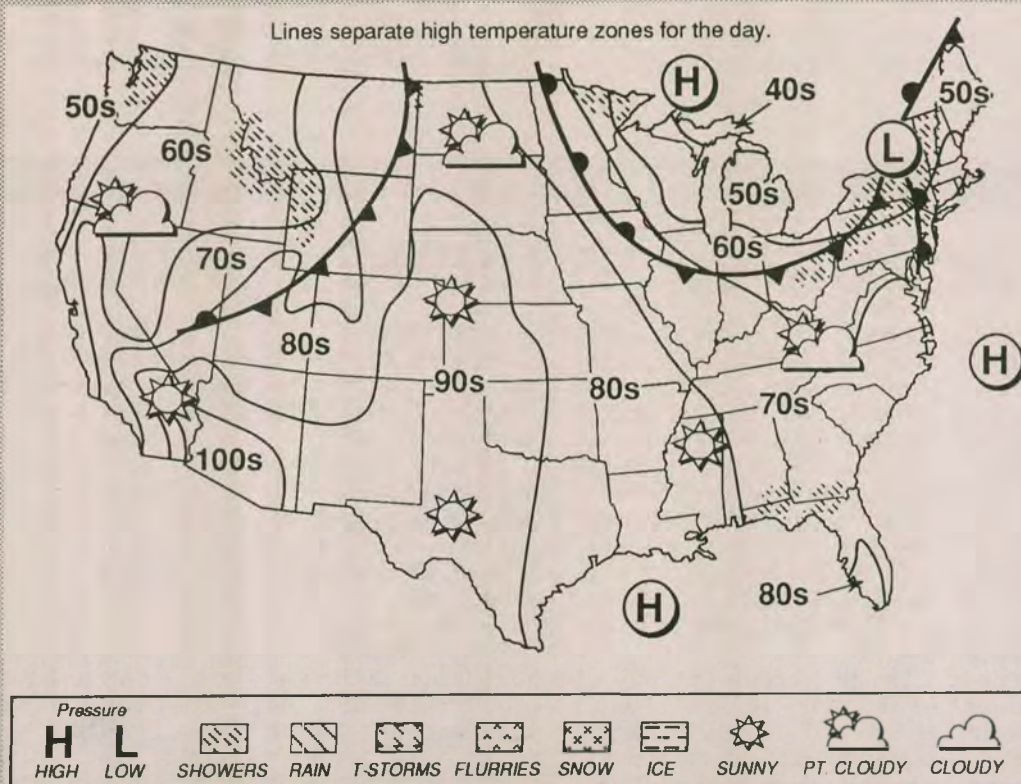 Lines separate high temperature zones for the day.
H
40s
50s
50s
60s
L
50s
60s
70s
80s
90s
80s
70s
H
100s
80s
H
Pressure
H L
HIGH LOW SHOWERS RAIN T-STORMS FLURRIES SNOW ICE SUNNY PT. CLOUDY CLOUDY